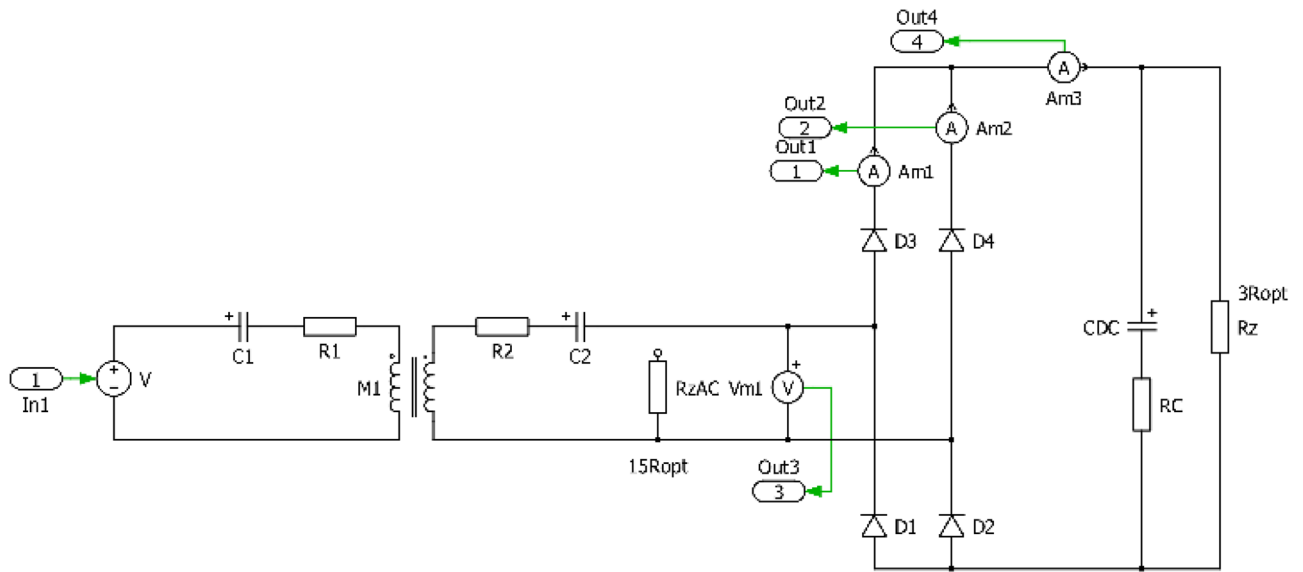 Out4
4
A
Am3
Out2
2
A
Am2
Out1
1
A
Am1
D3
D4
3Ropt
Rz
CDC
+
RC
+
C1
R1
M1
R2
+
C2
RzAC
Vm1
+
V
1
In1
+
-
V
15Ropt
Out3
3
D1
D2